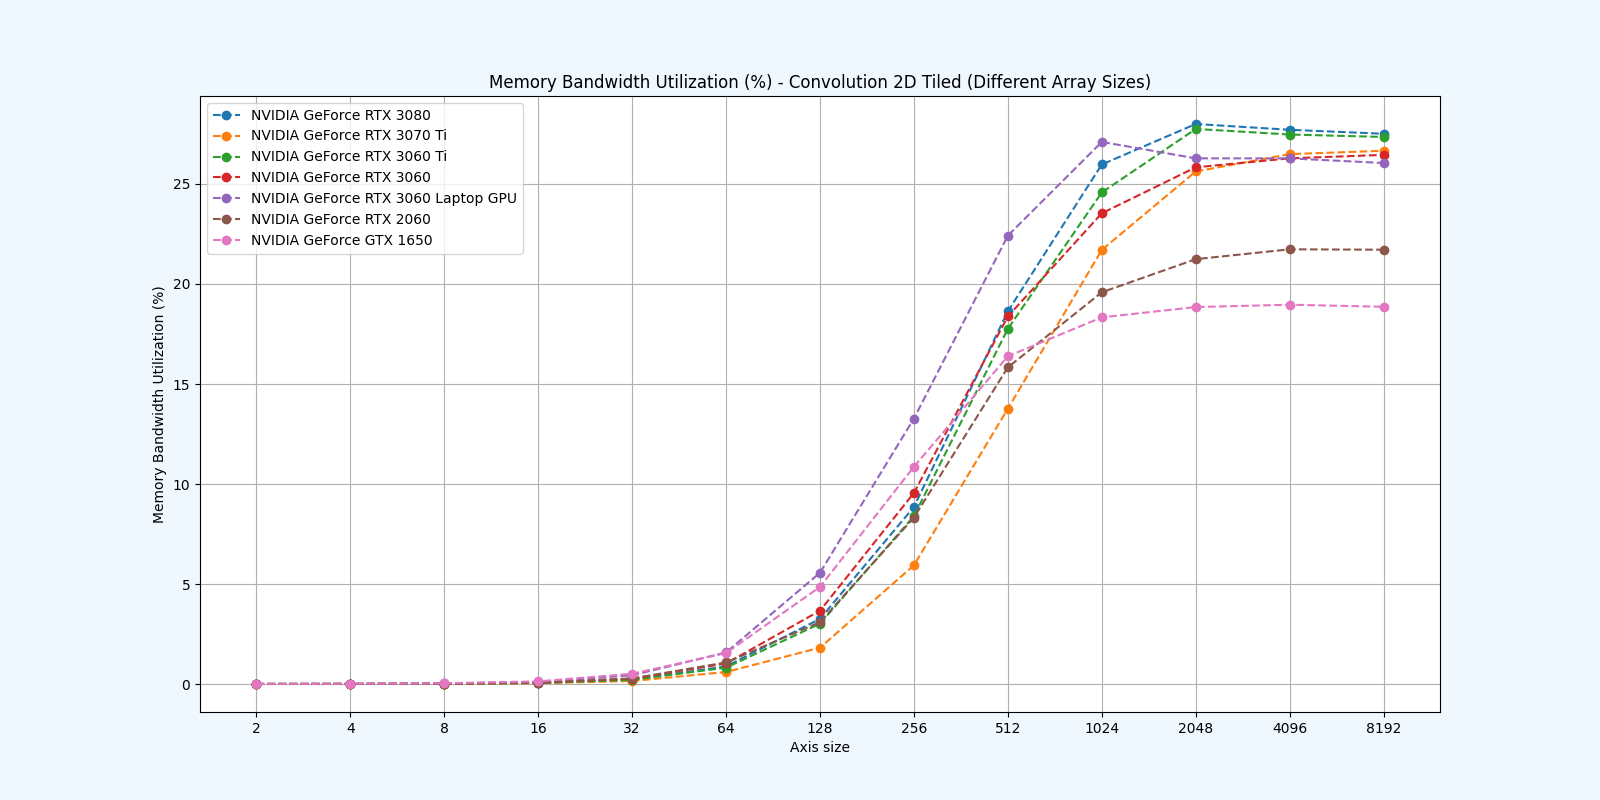 Memory Bandwidth Utilization (%) - Convolution 2D Tiled (Different Array Sizes)
NVIDIA GeForce RTX 3080
NVIDIA GeForce RTX 3070 Ti
NVIDIA GeForce RTX 3060 Ti
NVIDIA GeForce RTX 3060
NVIDIA GeForce RTX 3060 Laptop GPU
NVIDIA GeForce RTX 2060
NVIDIA GeForce GTX 1650
Memory Bandwidth Utilization (%)
25
20
15
10
5
0
2 4 8 16 32 64 128 256 512 1024 2048 4096 8192
Axis size